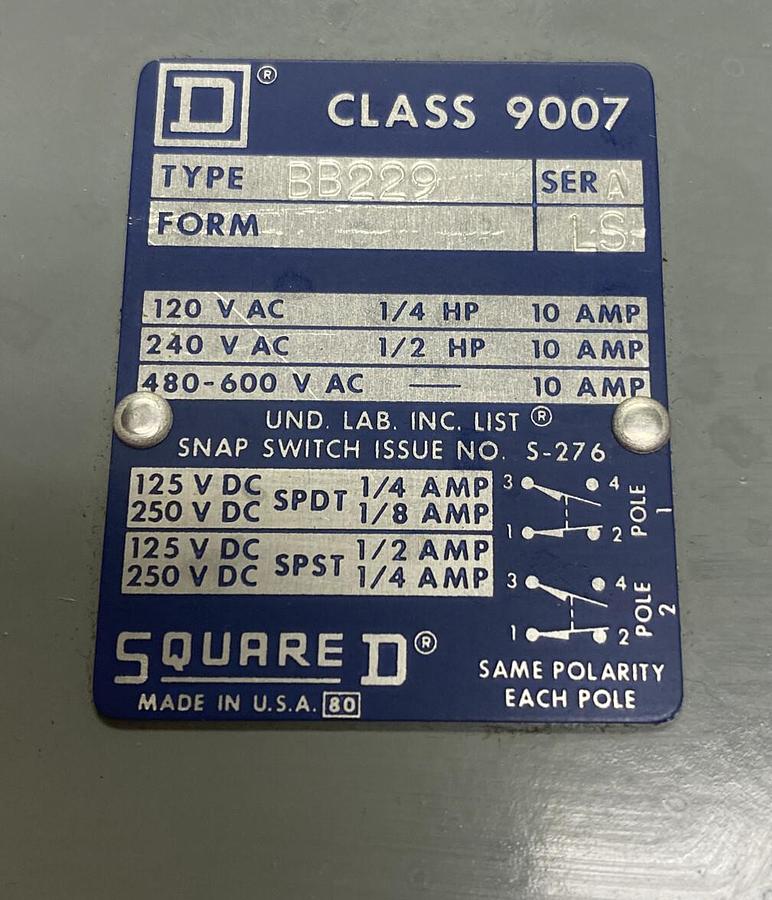 D ® CLASS 9007
TYPE BB229 SER A
FORM LS
120 V AC 1/4 HP 10 AMP
240 V AC 1/2 HP 10 AMP
480-600 V AC — 10 AMP
UND. LAB. INC. LIST ®
SNAP SWITCH ISSUE NO. S-276
125 V DC SPDT 1/4 AMP
250 V DC 1/8 AMP
125 V DC SPST 1/2 AMP
250 V DC 1/4 AMP
3 4
1 2
POLE 1
3 4
1 2
POLE 2
SAME POLARITY
EACH POLE
SQUARE D ®
MADE IN U.S.A. 80